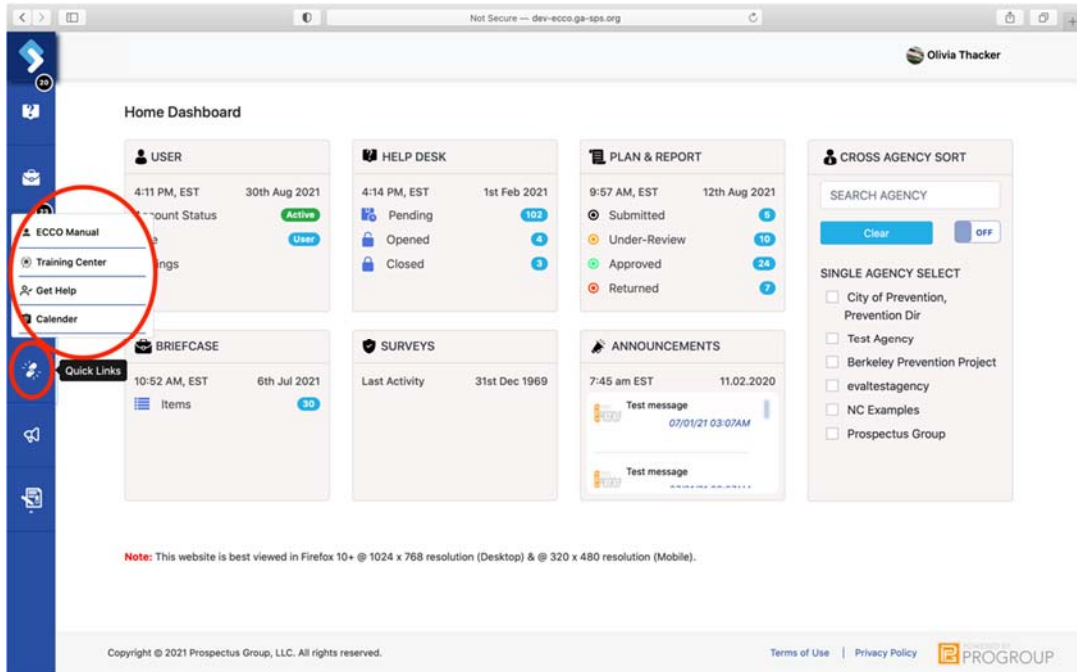 Not Secure — dev-ecco.ga-sps.org
Olivia Thacker
20
Home Dashboard
USER
4:11 PM, EST 30th Aug 2021
ount Status Active
User
ngs
HELP DESK
4:14 PM, EST 1st Feb 2021
Pending 102
Opened 4
Closed 3
PLAN & REPORT
9:57 AM, EST 12th Aug 2021
Submitted 5
Under-Review 10
Approved 24
Returned 7
CROSS AGENCY SORT
SEARCH AGENCY
Clear OFF
SINGLE AGENCY SELECT
City of Prevention,
Prevention Dir
Test Agency
Berkeley Prevention Project
evaltestagency
NC Examples
Prospectus Group
ECCO Manual
Training Center
Get Help
Calender
Quick Links
BRIEFCASE
10:52 AM, EST 6th Jul 2021
Items 30
SURVEYS
Last Activity 31st Dec 1969
ANNOUNCEMENTS
7:45 am EST 11.02.2020
Test message
07/01/21 03:07AM
Test message
Note: This website is best viewed in Firefox 10+ @ 1024 x 768 resolution (Desktop) & @ 320 x 480 resolution (Mobile).
Copyright @ 2021 Prospectus Group, LLC. All rights reserved.
Terms of Use | Privacy Policy
POWERED BY
PROGROUP